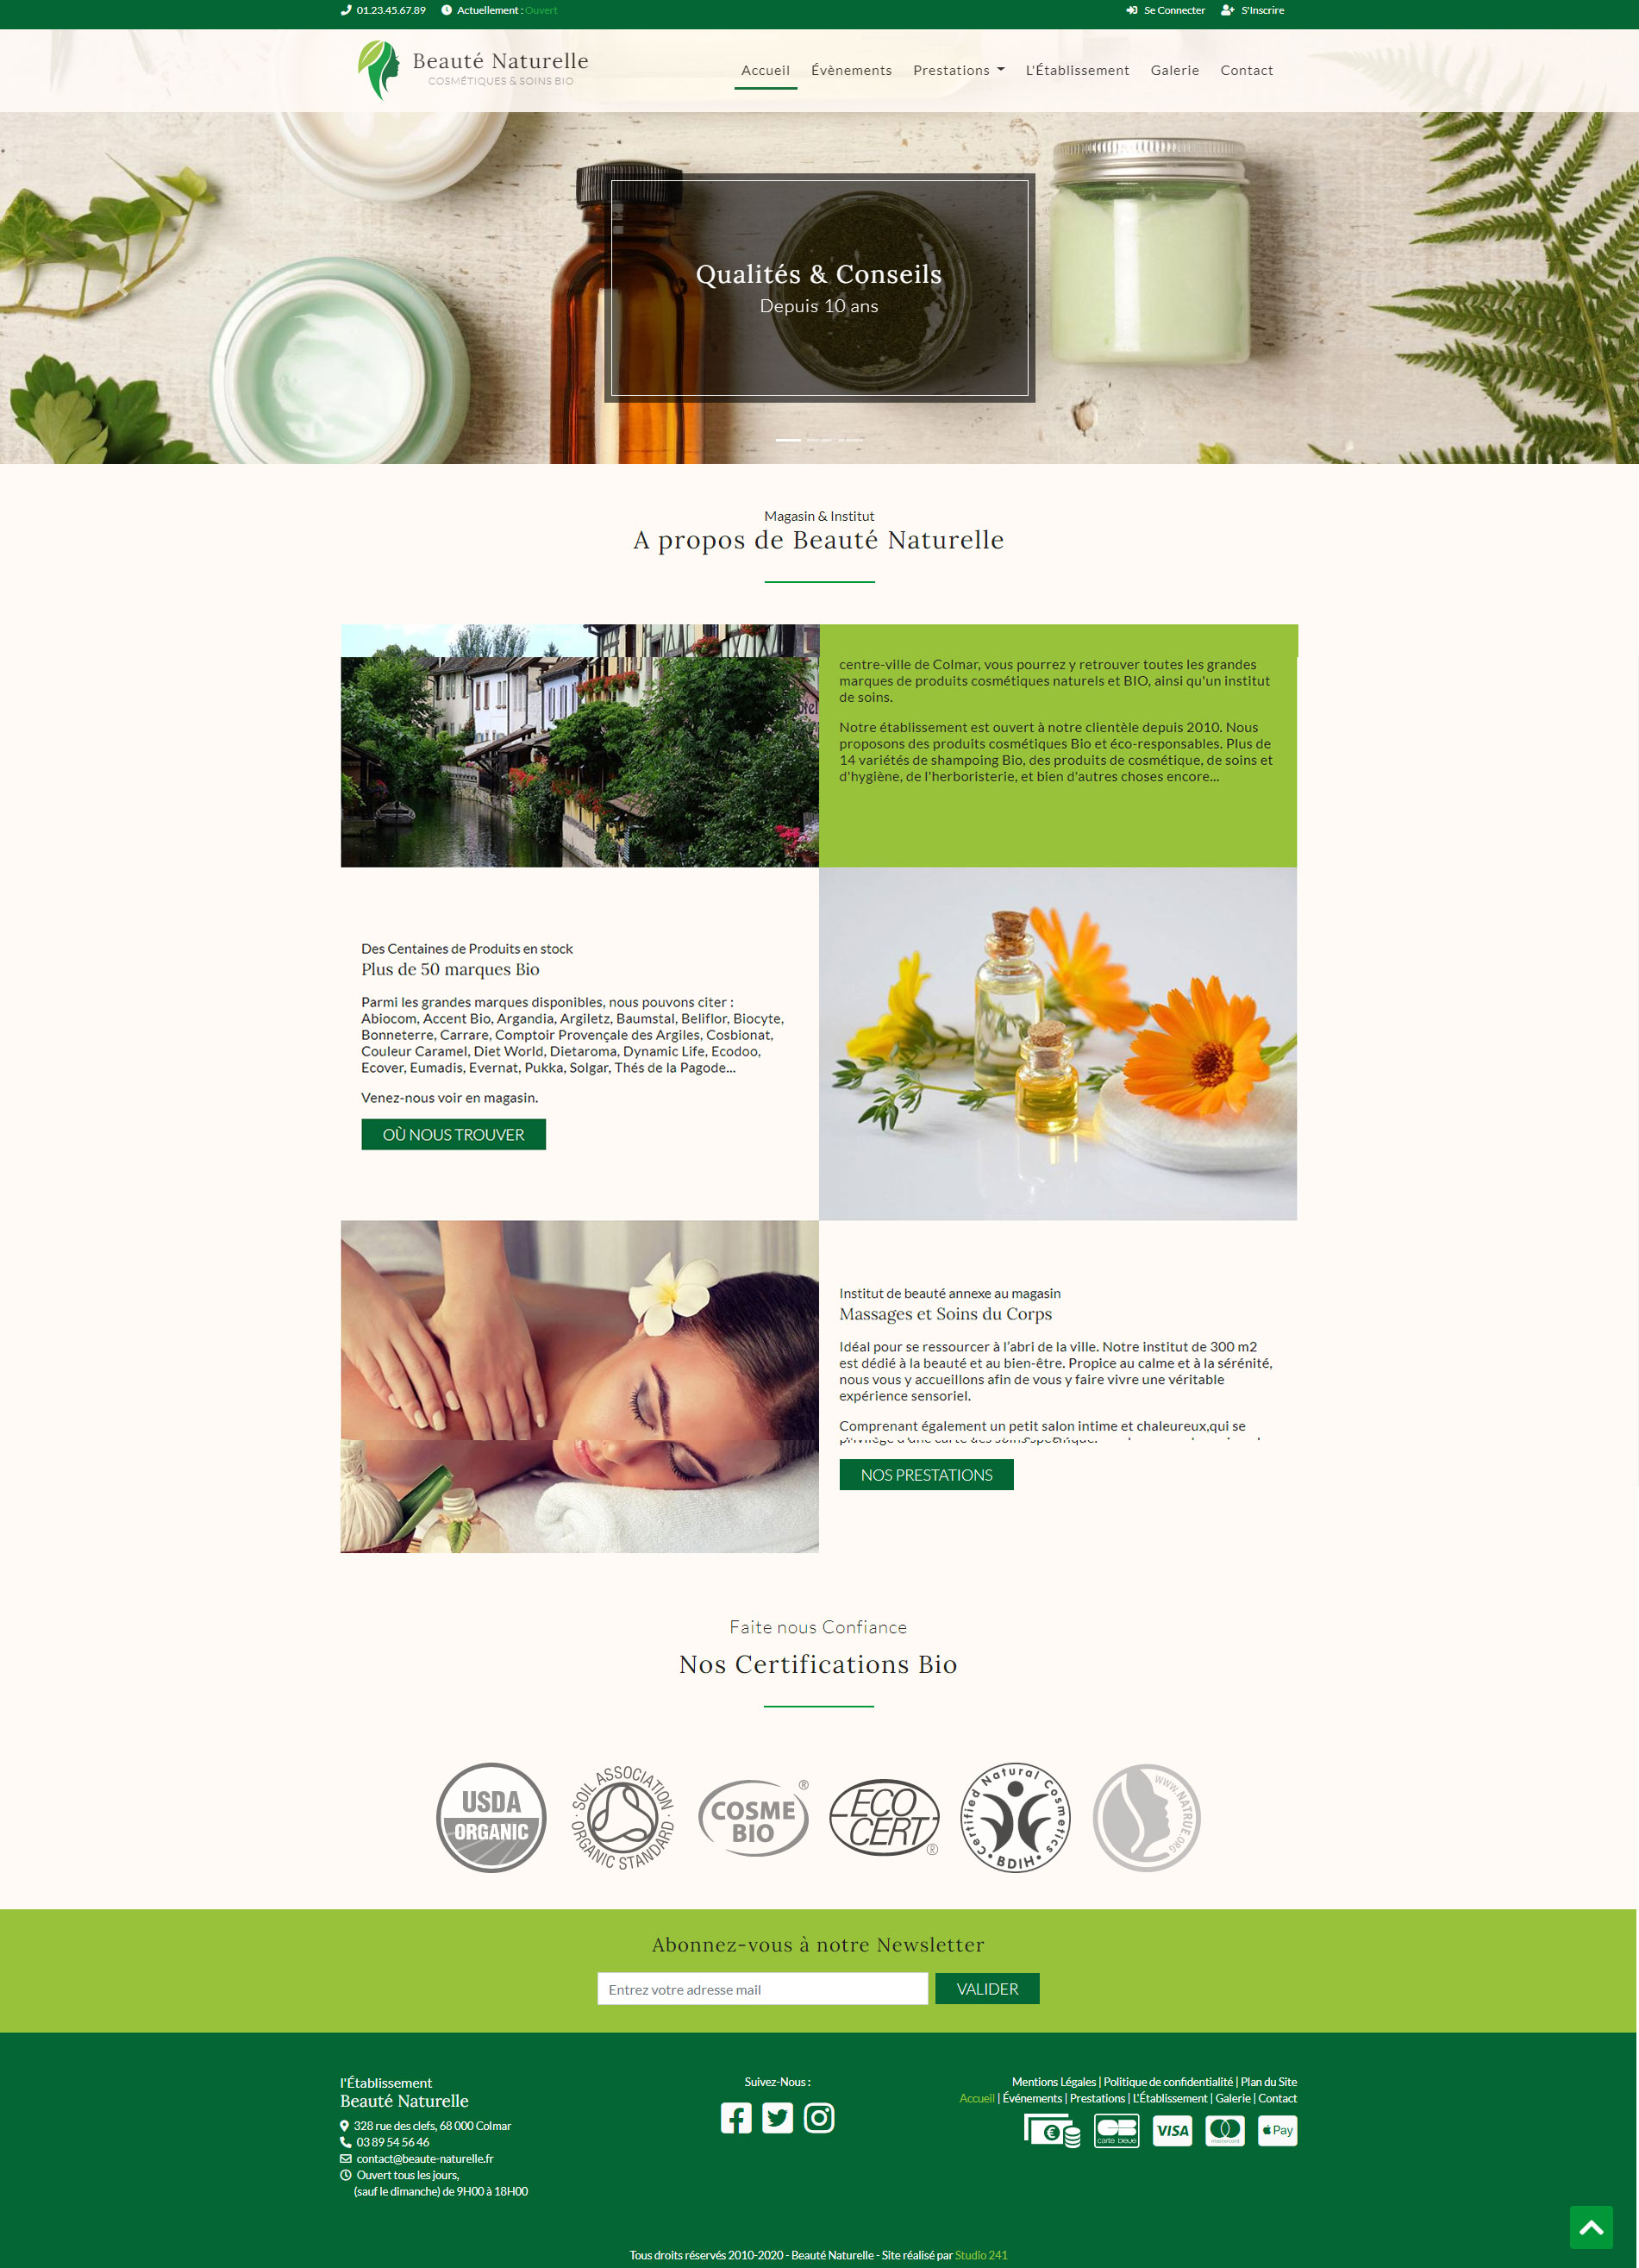 01.23.45.67.89 Actuellement : Ouvert Se Connecter S'Inscrire
Beauté Naturelle
COSMÉTIQUES & SOINS BIO
Accueil Évènements Prestations L'Établissement Galerie Contact
Qualités & Conseils
Depuis 10 ans
Magasin & Institut
A propos de Beauté Naturelle
centre-ville de Colmar, vous pourrez y retrouver toutes les grandes
marques de produits cosmétiques naturels et BIO, ainsi qu'un institut
de soins.
Notre établissement est ouvert à notre clientèle depuis 2010. Nous
proposons des produits cosmétiques Bio et éco-responsables. Plus de
14 variétés de shampoing Bio, des produits de cosmétique, de soins et
d'hygiène, de l'herboristerie, et bien d'autres choses encore...
Des Centaines de Produits en stock
Plus de 50 marques Bio
Parmi les grandes marques disponibles, nous pouvons citer :
Abiocom, Accent Bio, Argandia, Argiletz, Baumstal, Beliflor, Biocyte,
Bonneterre, Carrare, Comptoir Provençale des Argiles, Cosbionat,
Couleur Caramel, Diet World, Dietaroma, Dynamic Life, Ecodoo,
Ecover, Eumadis, Evernat, Pukka, Solgar, Thés de la Pagode...
Venez-nous voir en magasin.
OÙ NOUS TROUVER
Institut de beauté annexe au magasin
Massages et Soins du Corps
Idéal pour se ressourcer à l'abri de la ville. Notre institut de 300 m2
est dédié à la beauté et au bien-être. Propice au calme et à la sérénité,
nous vous y accueillons afin de vous y faire vivre une véritable
expérience sensoriel.
Comprenant également un petit salon intime et chaleureux,qui se
NOS PRESTATIONS
Faite nous Confiance
Nos Certifications Bio
USDA
ORGANIC
SOIL ASSOCIATION
ORGANIC STANDARD
COSME
BIO
®
ECO
CERT
®
Certified Natural Cosmetics
BDIH
WWW.NATRUE.ORG
Abonnez-vous à notre Newsletter
Entrez votre adresse mail
VALIDER
l'Établissement
Beauté Naturelle
328 rue des clefs, 68 000 Colmar
03 89 54 56 46
contact@beaute-naturelle.fr
Ouvert tous les jours,
(sauf le dimanche) de 9H00 à 18H00
Suivez-Nous :
Mentions Légales | Politique de confidentialité | Plan du Site
Accueil | Événements | Prestations | L'Établissement | Galerie | Contact
€
carte bleue
VISA
mastercard
Pay
Tous droits réservés 2010-2020 - Beauté Naturelle - Site réalisé par Studio 241